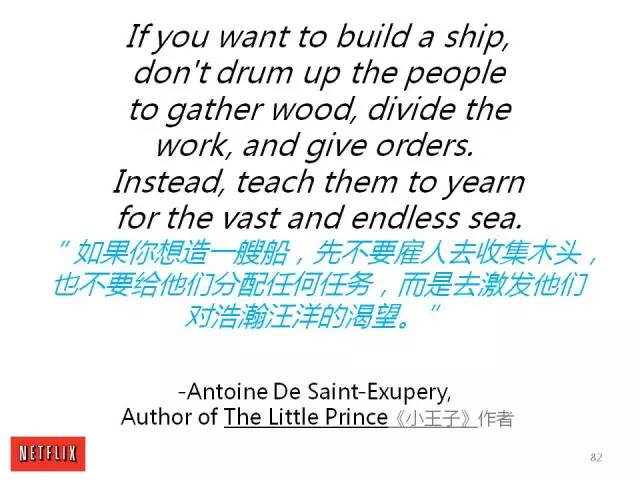 If you want to build a ship,
don't drum up the people
to gather wood, divide the
work, and give orders.
Instead, teach them to yearn
for the vast and endless sea.
“如果你想造一艘船，先不要雇人去收集木头，
也不要给他们分配任何任务，而是去激发他们
对浩瀚汪洋的渴望。”
-Antoine De Saint-Exupery,
Author of The Little Prince《小王子》作者
NETFLIX
82